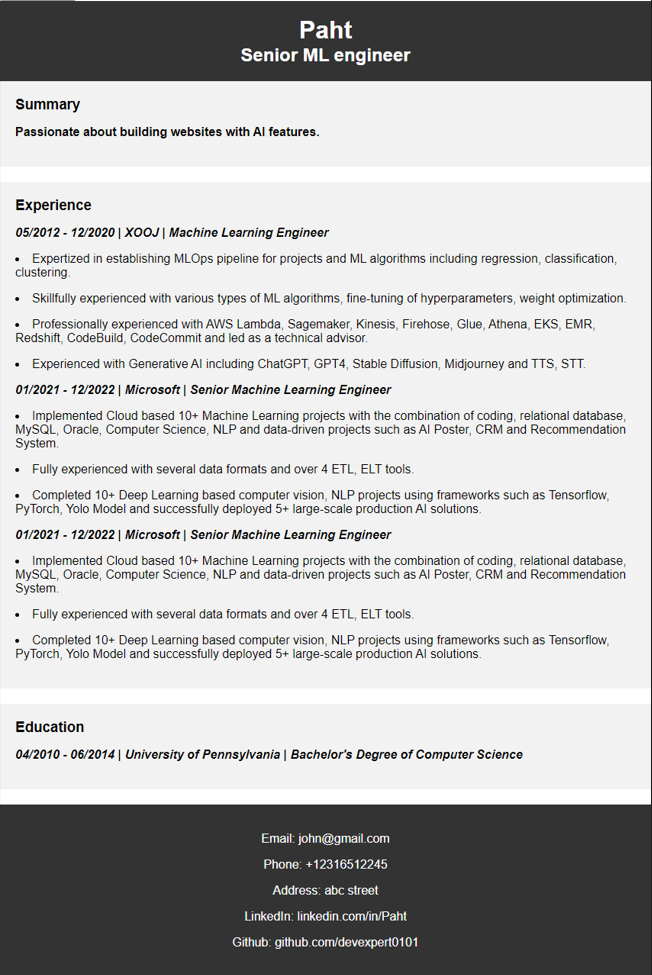 Paht
Senior ML engineer
Summary
Passionate about building websites with AI features.
Experience
05/2012 - 12/2020 | XOOJ | Machine Learning Engineer
• Expertized in establishing MLOps pipeline for projects and ML algorithms including regression, classification,
clustering.
• Skillfully experienced with various types of ML algorithms, fine-tuning of hyperparameters, weight optimization.
• Professionally experienced with AWS Lambda, Sagemaker, Kinesis, Firehose, Glue, Athena, EKS, EMR,
Redshift, CodeBuild, CodeCommit and led as a technical advisor.
• Experienced with Generative AI including ChatGPT, GPT4, Stable Diffusion, Midjourney and TTS, STT.
01/2021 - 12/2022 | Microsoft | Senior Machine Learning Engineer
• Implemented Cloud based 10+ Machine Learning projects with the combination of coding, relational database,
MySQL, Oracle, Computer Science, NLP and data-driven projects such as AI Poster, CRM and Recommendation
System.
• Fully experienced with several data formats and over 4 ETL, ELT tools.
• Completed 10+ Deep Learning based computer vision, NLP projects using frameworks such as Tensorflow,
PyTorch, Yolo Model and successfully deployed 5+ large-scale production AI solutions.
01/2021 - 12/2022 | Microsoft | Senior Machine Learning Engineer
• Implemented Cloud based 10+ Machine Learning projects with the combination of coding, relational database,
MySQL, Oracle, Computer Science, NLP and data-driven projects such as AI Poster, CRM and Recommendation
System.
• Fully experienced with several data formats and over 4 ETL, ELT tools.
• Completed 10+ Deep Learning based computer vision, NLP projects using frameworks such as Tensorflow,
PyTorch, Yolo Model and successfully deployed 5+ large-scale production AI solutions.
Education
04/2010 - 06/2014 | University of Pennsylvania | Bachelor's Degree of Computer Science
Email: john@gmail.com
Phone: +12316512245
Address: abc street
LinkedIn: linkedin.com/in/Paht
Github: github.com/devexpert0101